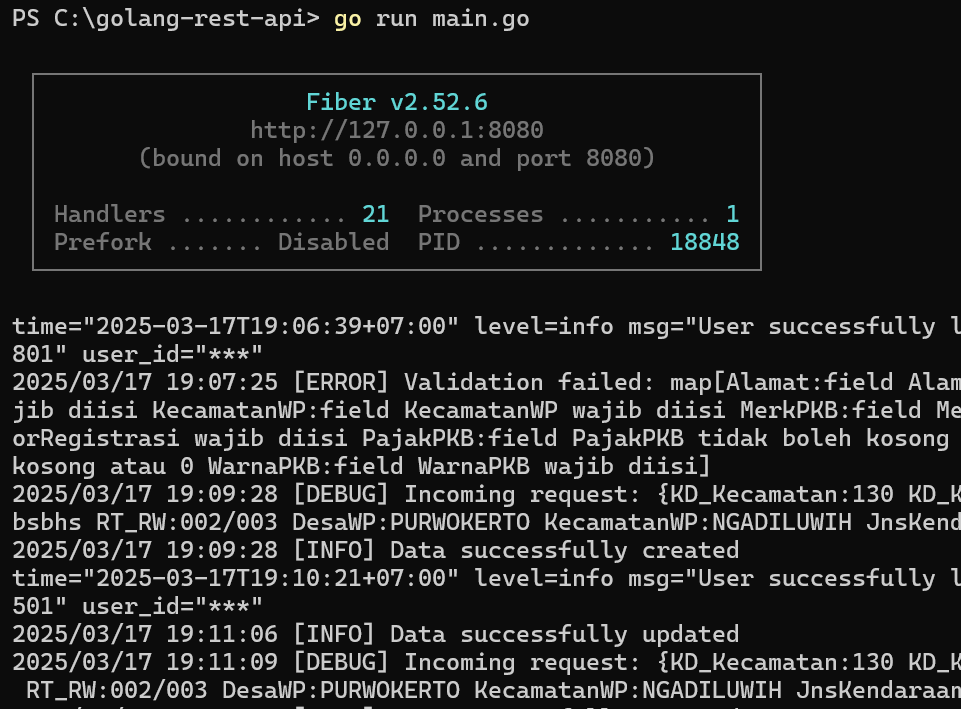 PS C:\golang-rest-api> go run main.go
Fiber v2.52.6
http://127.0.0.1:8080
(bound on host 0.0.0.0 and port 8080)
Handlers ............ 21 Processes ........... 1
Prefork ....... Disabled PID ............. 18848
time="2025-03-17T19:06:39+07:00" level=info msg="User successfully l
801" user_id="***"
2025/03/17 19:07:25 [ERROR] Validation failed: map[Alamat:field Alam
jib diisi KecamatanWP:field KecamatanWP wajib diisi MerkPKB:field Me
orRegistrasi wajib diisi PajakPKB:field PajakPKB tidak boleh kosong
kosong atau 0 WarnaPKB:field WarnaPKB wajib diisi]
2025/03/17 19:09:28 [DEBUG] Incoming request: {KD_Kecamatan:130 KD_K
bsbhs RT_RW:002/003 DesaWP:PURWOKERTO KecamatanWP:NGADILUWIH JnsKend
2025/03/17 19:09:28 [INFO] Data successfully created
time="2025-03-17T19:10:21+07:00" level=info msg="User successfully l
501" user_id="***"
2025/03/17 19:11:06 [INFO] Data successfully updated
2025/03/17 19:11:09 [DEBUG] Incoming request: {KD_Kecamatan:130 KD_K
RT_RW:002/003 DesaWP:PURWOKERTO KecamatanWP:NGADILUWIH JnsKendaraan